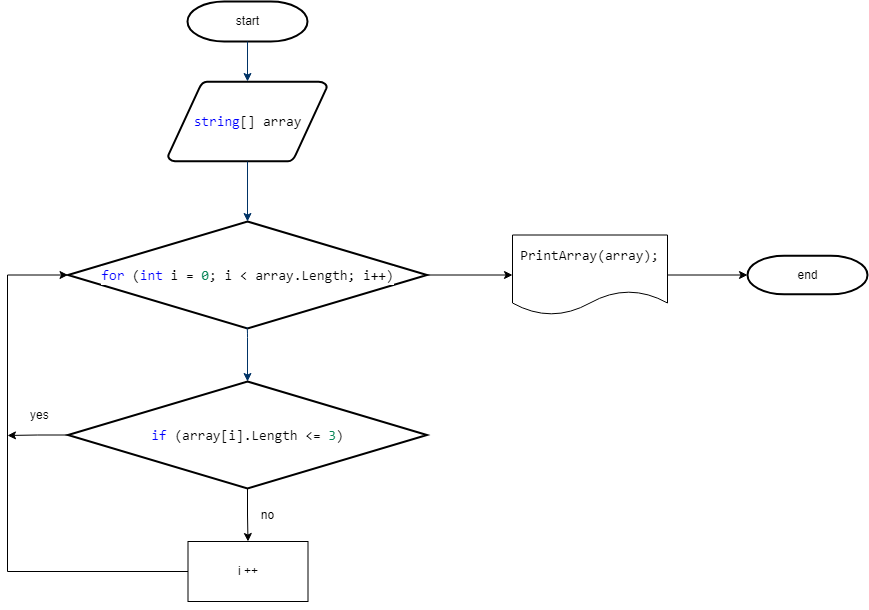 start
string[] array
for (int i = 0; i < array.Length; i++)
PrintArray(array);
end
yes
if (array[i].Length <= 3)
no
i ++